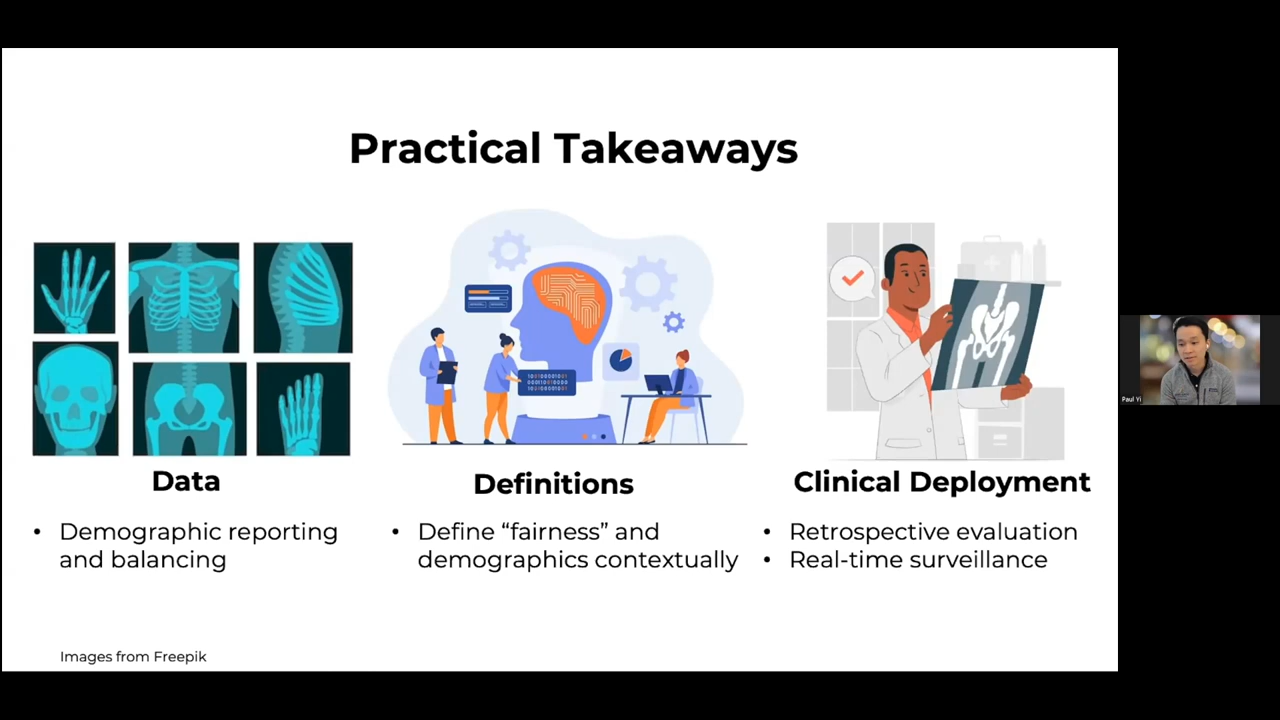 Practical Takeaways
Data
• Demographic reporting
and balancing
Definitions
• Define “fairness” and
demographics contextually
Clinical Deployment
• Retrospective evaluation
• Real-time surveillance
Images from Freepik
Paul Yi